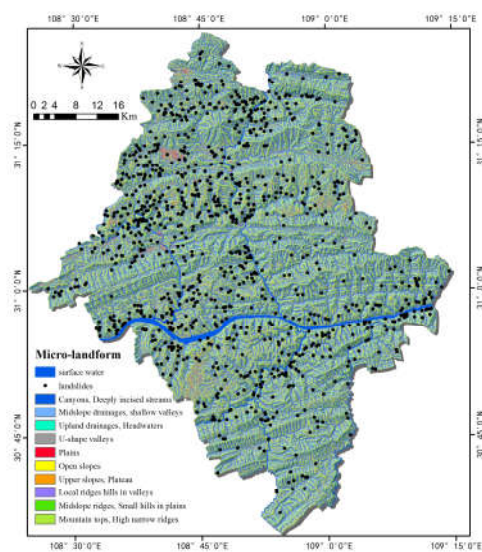 108° 30'0"E 108° 45'0"E 109° 0'0"E 109° 15'0"E
N
0 2 4 8 12 16
Km
31° 15'0"N 31° 15'0"N
31° 0'0"N 31° 0'0"N
30° 45'0"N 30° 45'0"N
Micro-landform
surface water
landslides
Canyons, Deeply incised streams
Midslope drainages, shallow valleys
Upland drainages, Headwaters
U-shape valleys
Plains
Open slopes
Upper slopes, Plateau
Local ridges hills in valleys
Midslope ridges, Small hills in plains
Mountain tops, High narrow ridges
108° 30'0"E 108° 45'0"E 109° 0'0"E 109° 15'0"E